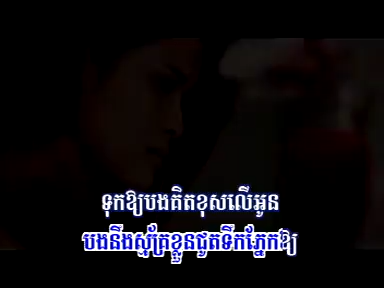 ទុកឱ្យបងគិតខុសលើអូន
បងនឹងស្ម័គ្រខ្លួនជូតទឹកភ្នែកឱ្យ